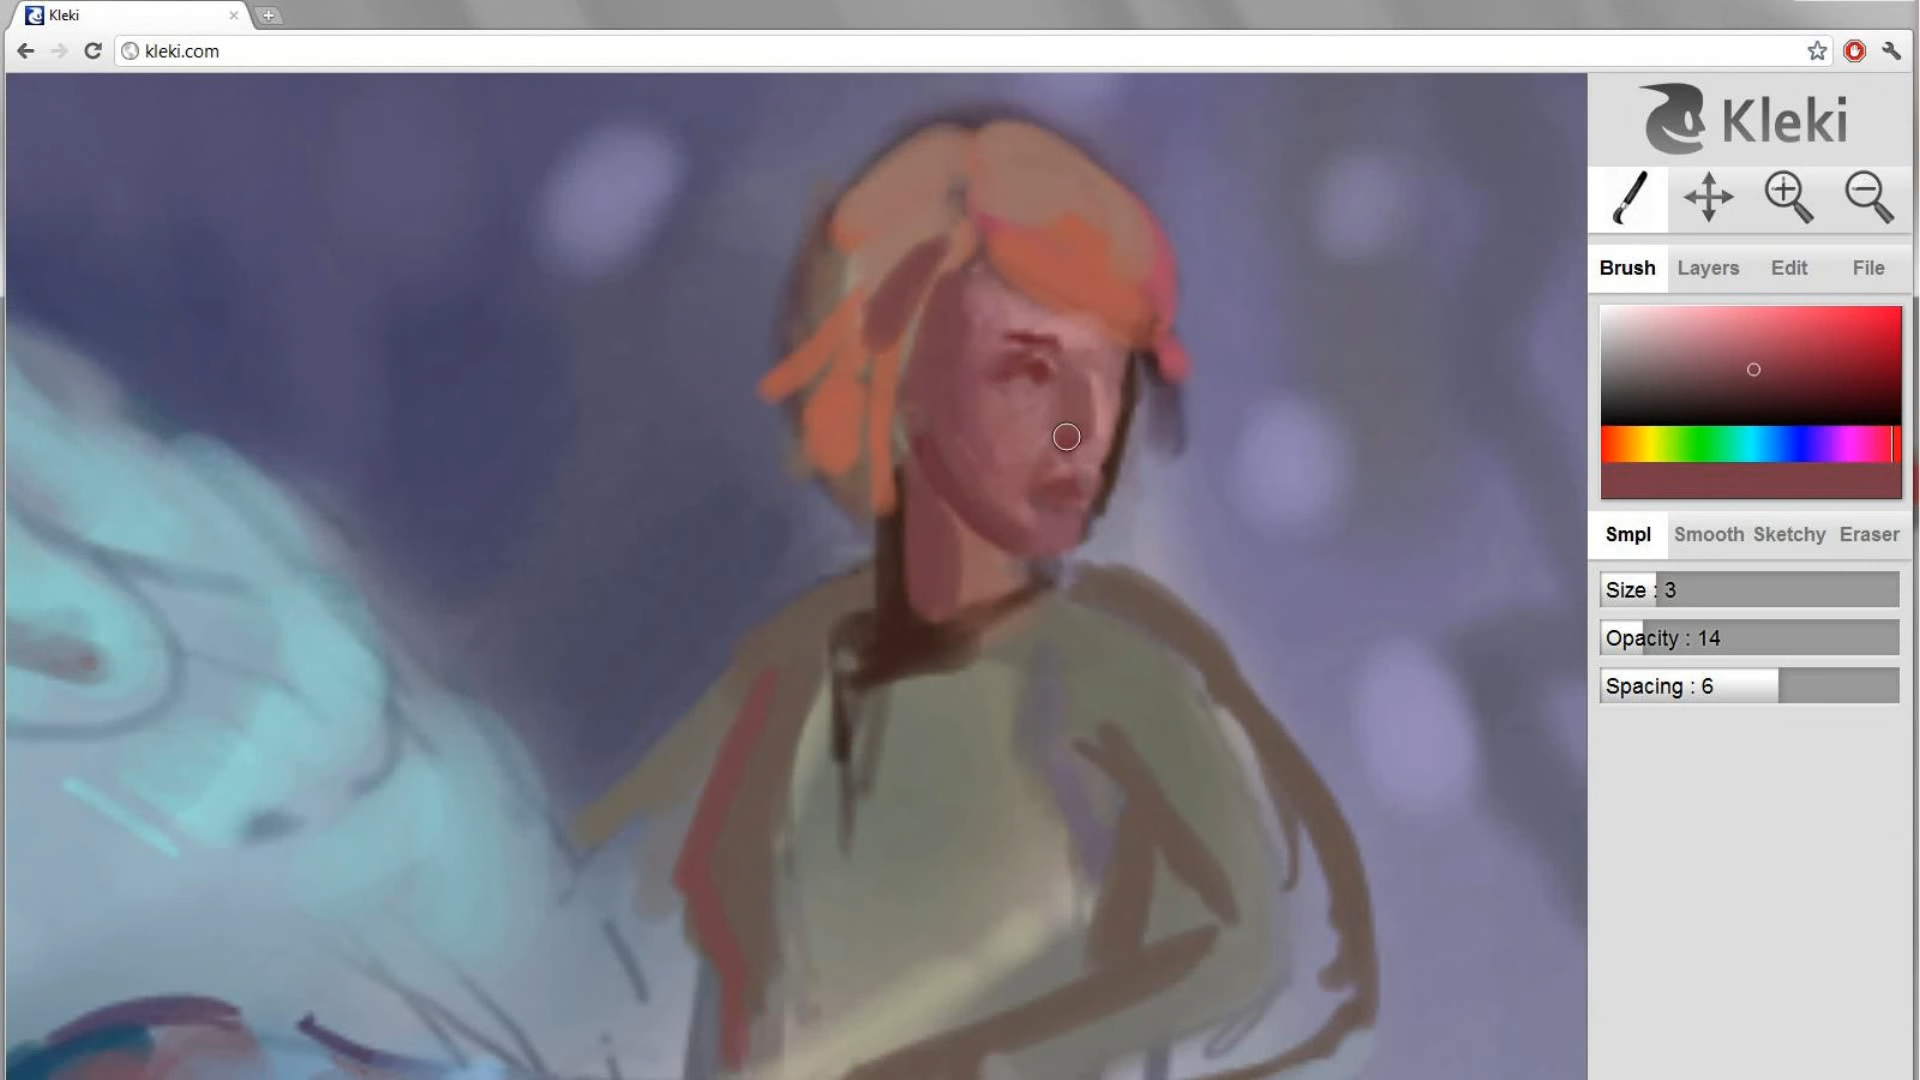 Kleki
kleki.com
Kleki
Brush Layers Edit File
Smpl Smooth Sketchy Eraser
Size : 3
Opacity : 14
Spacing : 6